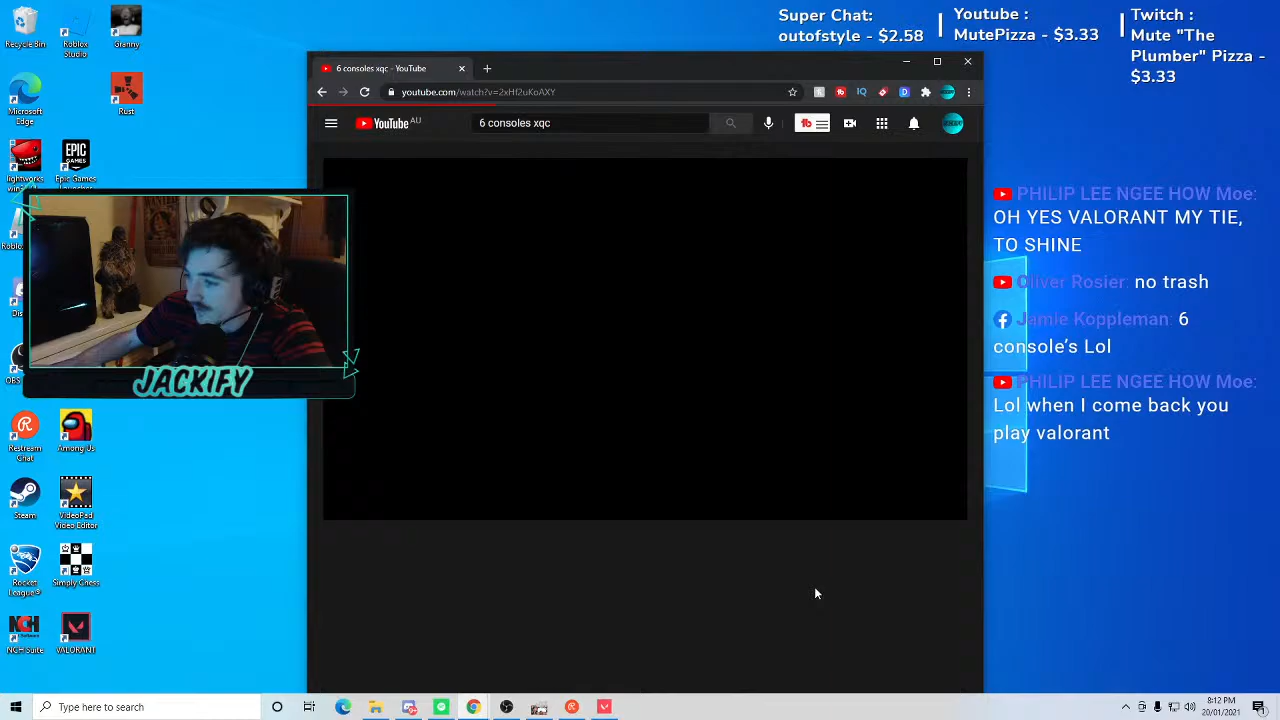 Super Chat:
outofstyle - $2.58
Youtube :
MutePizza - $3.33
Twitch :
Mute "The
Plumber" Pizza -
$3.33
Recycle Bin
Roblox
Studio
Granny
Microsoft
Edge
Rust
lightworks
Epic Games
Launcher
Restream
Chat
Among Us
Steam
VideoPad
Video Editor
Rocket
League
Simply Chess
NCH Suite
VALORANT
6 consoles xqc - YouTube
youtube.com/watch?v=2xHf2uKoAXY
YouTube AU
6 consoles xqc
JACKIFY
PHILIP LEE NGEE HOW Moe:
OH YES VALORANT MY TIE,
TO SHINE
Oliver Rosier: no trash
Jamie Koppleman: 6
console's Lol
PHILIP LEE NGEE HOW Moe:
Lol when I come back you
play valorant
Type here to search
8:12 PM
20/01/2021